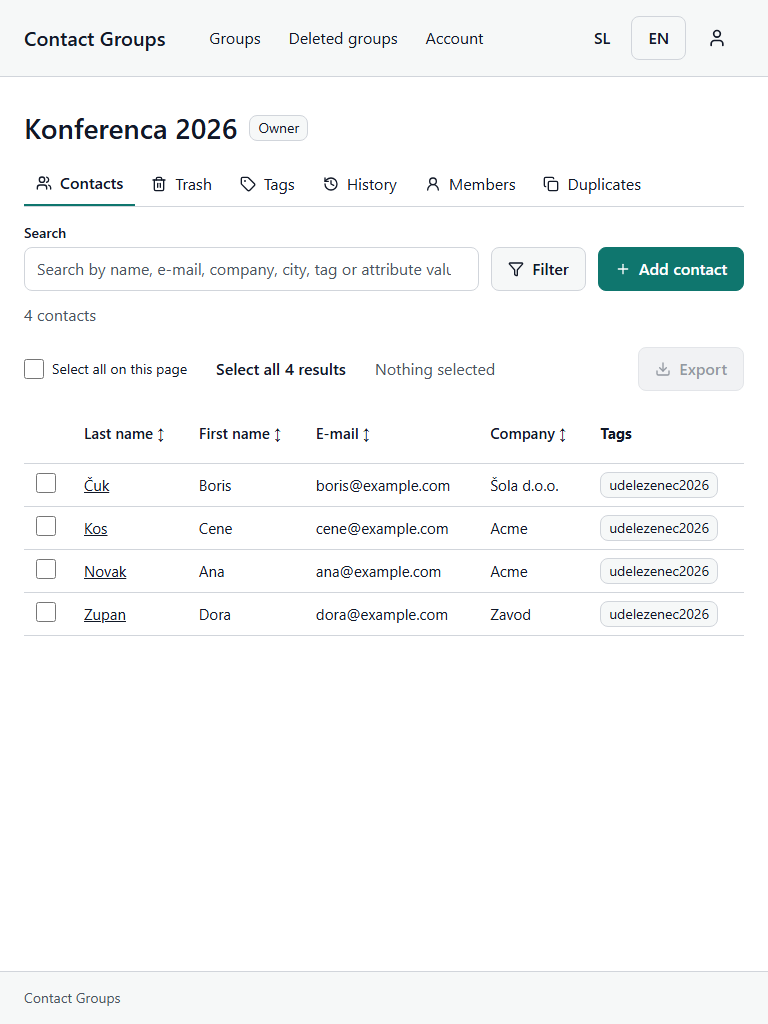 Contact Groups Groups Deleted groups Account SL EN
Konferenca 2026 Owner
Contacts Trash Tags History Members Duplicates
Search
Search by name, e-mail, company, city, tag or attribute valu Filter + Add contact
4 contacts
Select all on this page Select all 4 results Nothing selected Export
Last name ↕ First name ↕ E-mail ↕ Company ↕ Tags
Čuk Boris boris@example.com Šola d.o.o. udelezenec2026
Kos Cene cene@example.com Acme udelezenec2026
Novak Ana ana@example.com Acme udelezenec2026
Zupan Dora dora@example.com Zavod udelezenec2026
Contact Groups